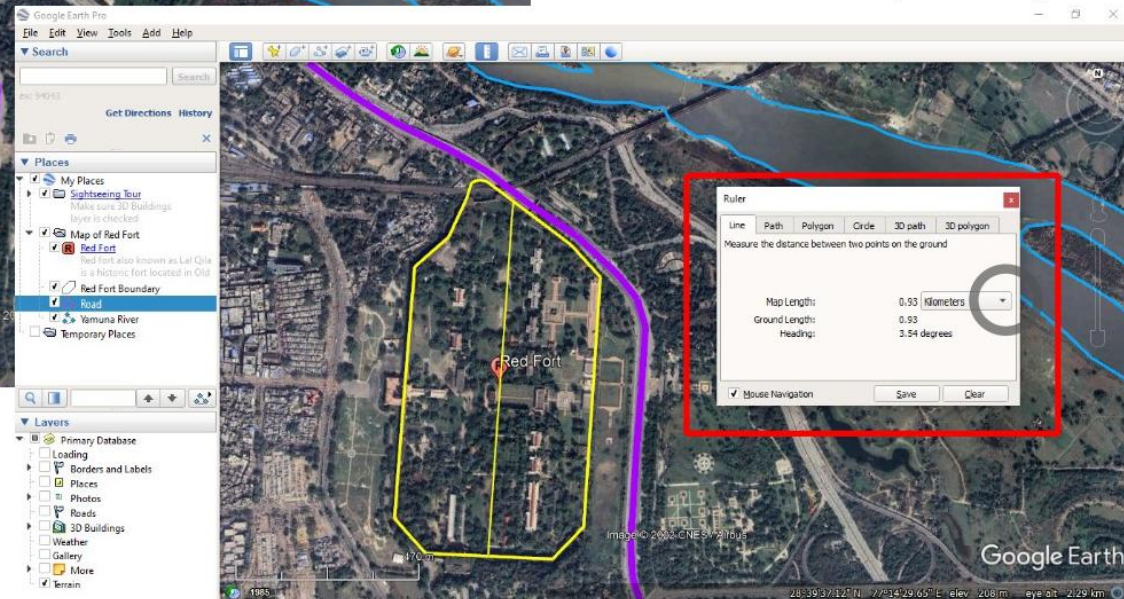 Google Earth Pro
File Edit View Tools Add Help
Search
Search
ex: 94043
Get Directions History
Places
My Places
Sightseeing Tour
Make sure 3D Buildings
layer is checked
Map of Red Fort
Red Fort
Red fort also known as Lal Qila
is a historic fort located in Old
Red Fort Boundary
Road
Yamuna River
Temporary Places
Layers
Primary Database
Loading
Borders and Labels
Places
Photos
Roads
3D Buildings
Weather
Gallery
More
Terrain
R
Red Fort
Ruler
Line Path Polygon Circle 3D path 3D polygon
Measure the distance between two points on the ground
Map Length: 0.93 Kilometers
Ground Length: 0.93
Heading: 3.54 degrees
Mouse Navigation Save Clear
N
470 m
Google Earth
1985
28°39'37.12" N 77°14'29.65" E elev 208 m eye alt 2.29 km